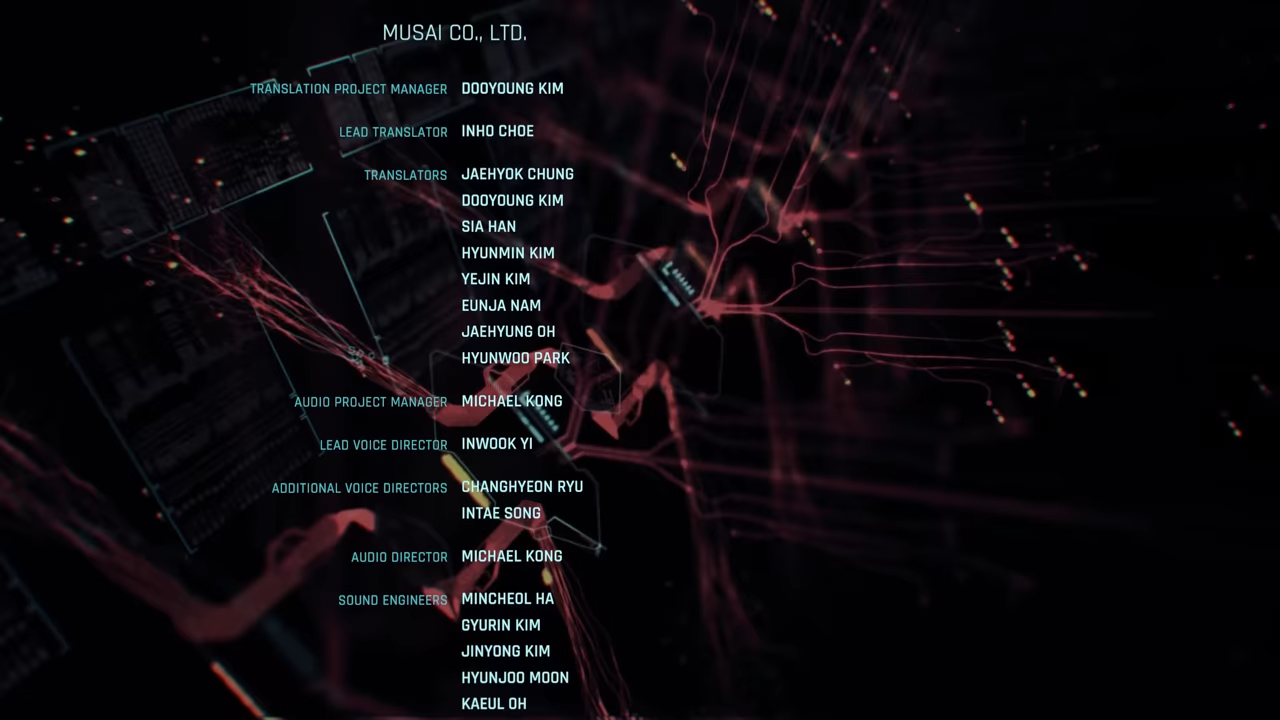 MUSAI CO., LTD.
TRANSLATION PROJECT MANAGER DOOYOUNG KIM
LEAD TRANSLATOR INHO CHOE
TRANSLATORS JAEHYOK CHUNG
DOOYOUNG KIM
SIA HAN
HYUNMIN KIM
YEJIN KIM
EUNJA NAM
JAEHYUNG OH
HYUNWOO PARK
AUDIO PROJECT MANAGER MICHAEL KONG
LEAD VOICE DIRECTOR INWOOK YI
ADDITIONAL VOICE DIRECTORS CHANGHYEON RYU
INTAE SONG
AUDIO DIRECTOR MICHAEL KONG
SOUND ENGINEERS MINCHEOL HA
GYURIN KIM
JINYONG KIM
HYUNJOO MOON
KAEUL OH